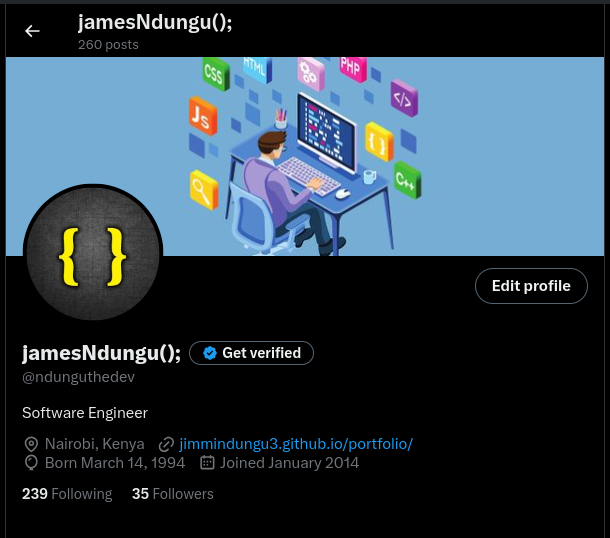 jamesNdungu();
260 posts
CSS
HTML
PHP
</>
Js
{ }
C++
{ }
Edit profile
jamesNdungu(); Get verified
@ndunguthedev
Software Engineer
Nairobi, Kenya jimmindungu3.github.io/portfolio/
Born March 14, 1994 Joined January 2014
239 Following 35 Followers